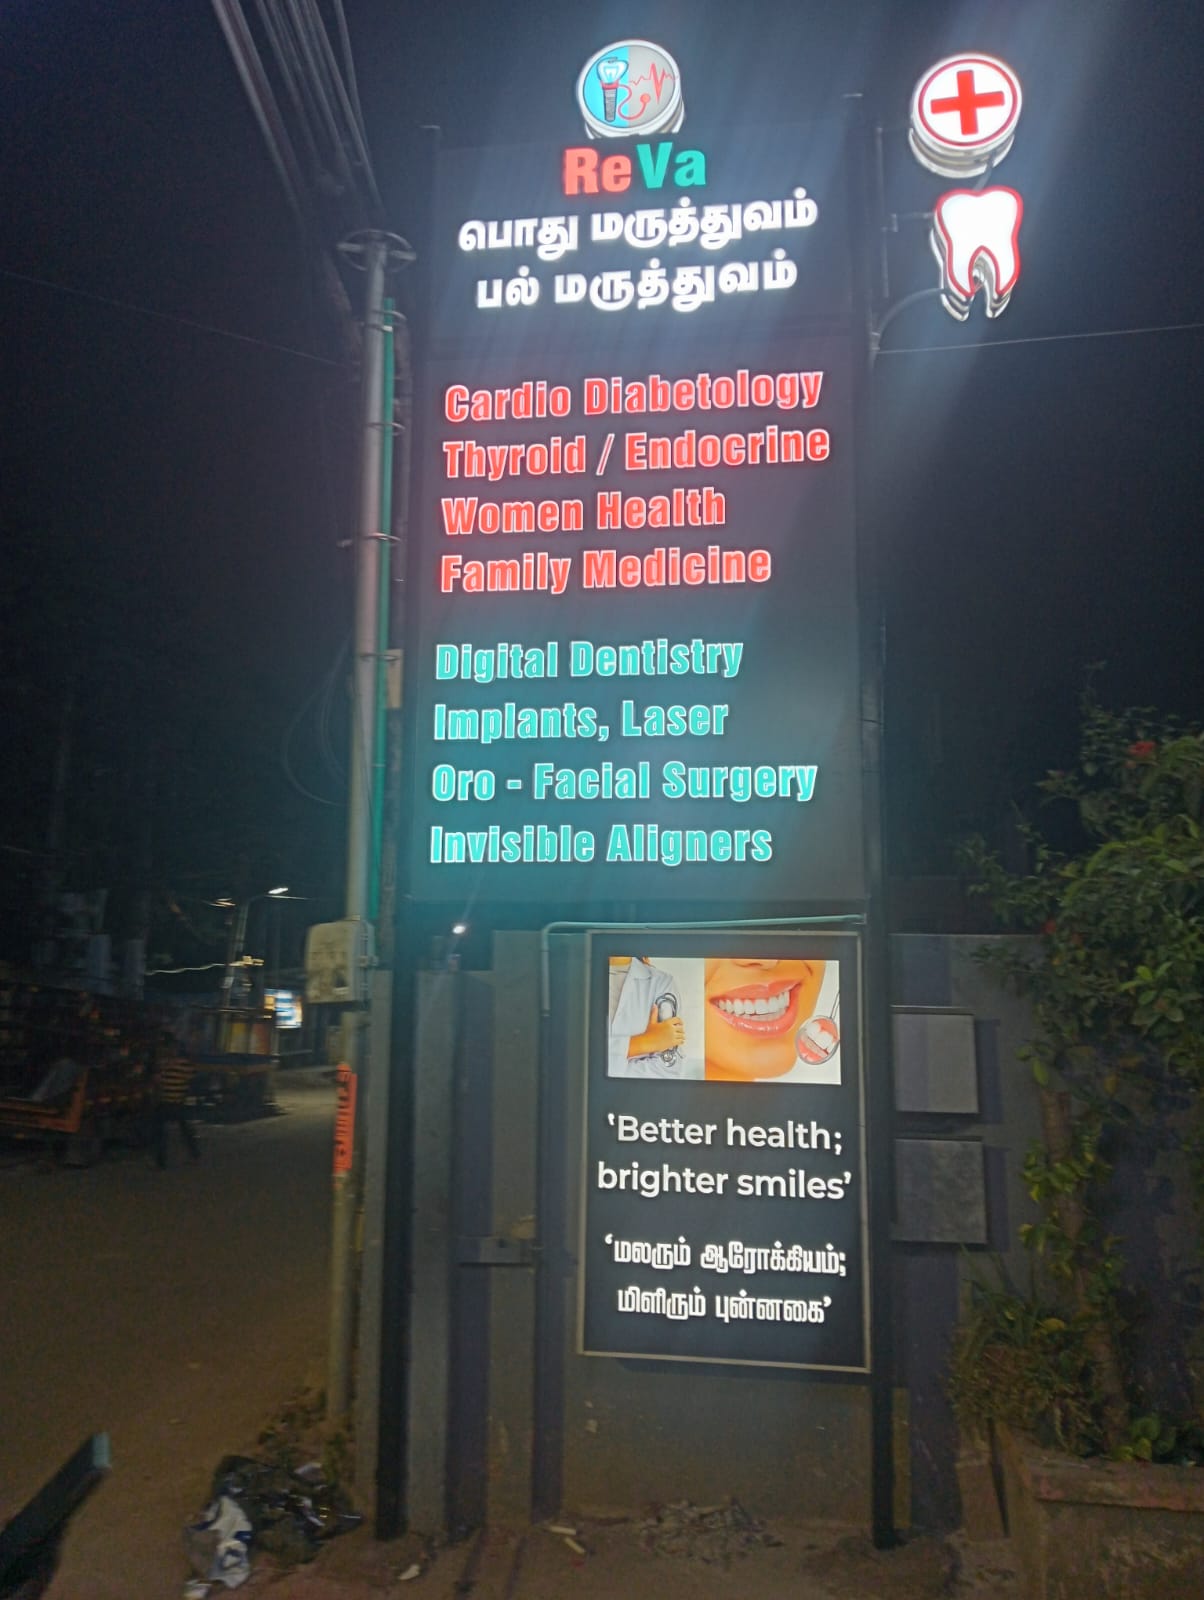 ReVa
பொது மருத்துவம்
பல் மருத்துவம்
Cardio Diabetology
Thyroid / Endocrine
Women Health
Family Medicine
Digital Dentistry
Implants, Laser
Oro - Facial Surgery
Invisible Aligners
‘Better health;
brighter smiles’
‘மலரும் ஆரோக்கியம்;
மிளிரும் புன்னகை’